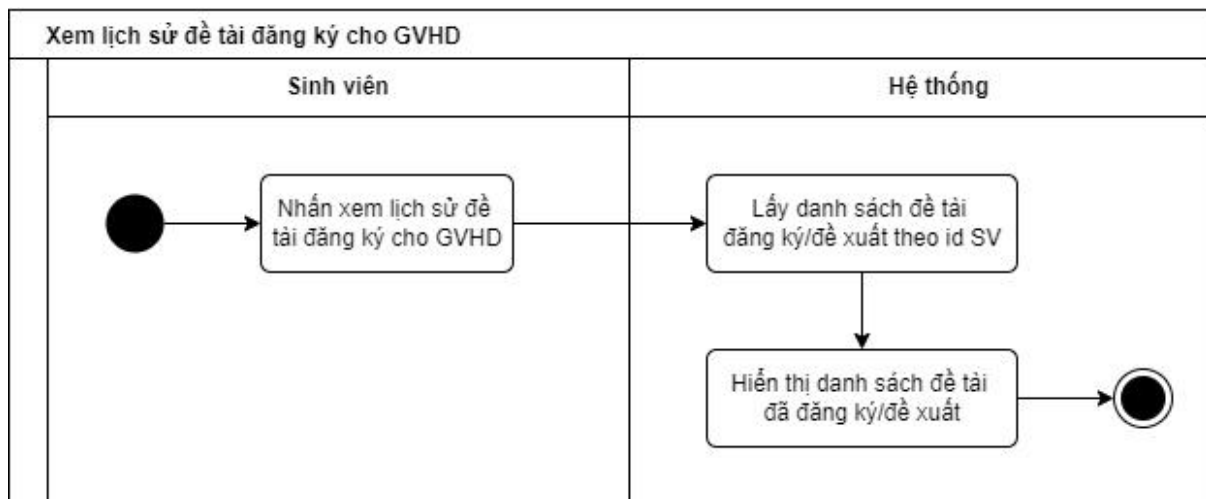 Xem lịch sử đề tài đăng ký cho GVHD
Sinh viên
Hệ thống
Nhấn xem lịch sử đề
tài đăng ký cho GVHD
Lấy danh sách đề tài
đăng ký/đề xuất theo id SV
Hiển thị danh sách đề tài
đã đăng ký/đề xuất